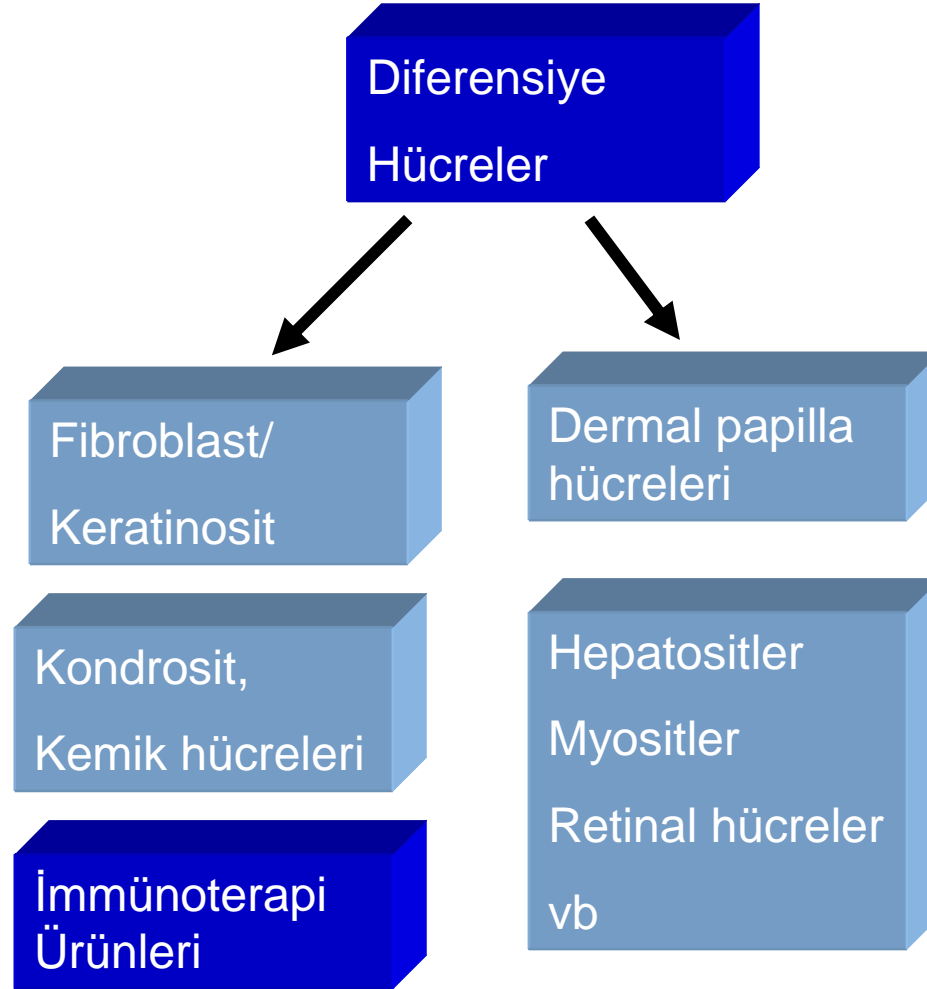 Diferensiye
Hücreler
Fibroblast/
Keratinosit
Kondrosit,
Kemik hücreleri
İmmünoterapi
Ürünleri
Dermal papilla
hücreleri
Hepatositler
Myositler
Retinal hücreler
vb